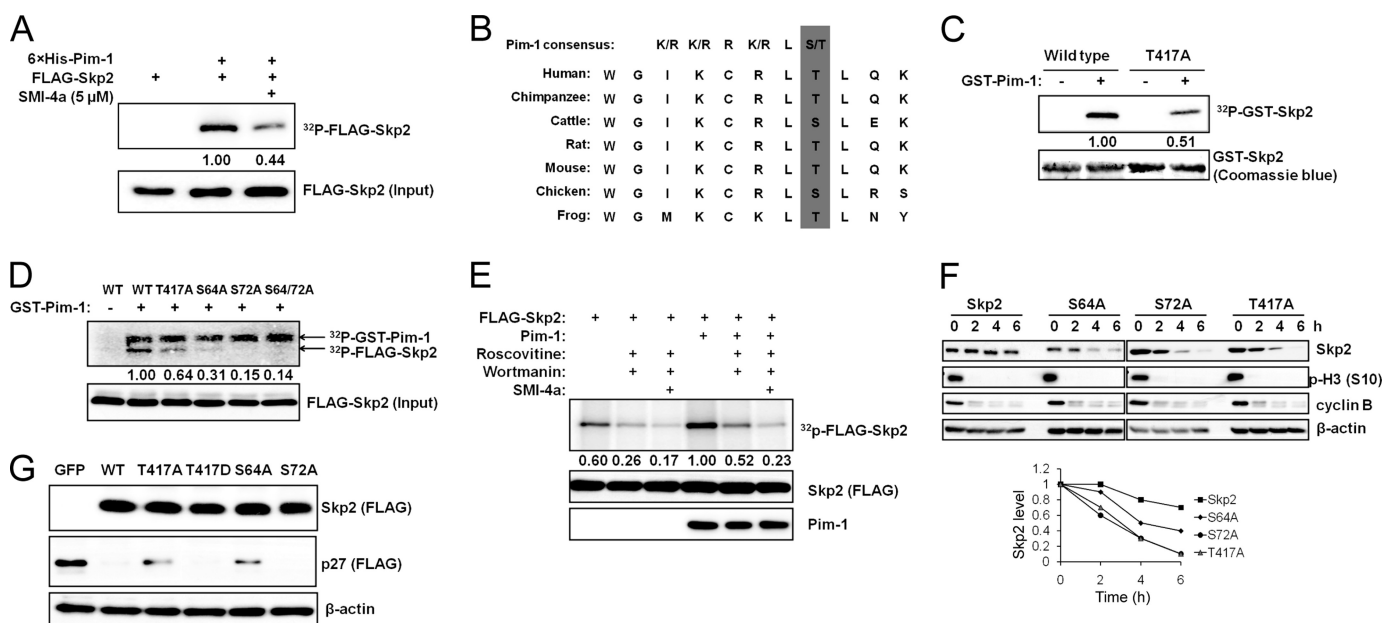 A
6×His-Pim-1 + +
FLAG-Skp2 + + +
SMI-4a (5 µM) +
³²P-FLAG-Skp2
1.00 0.44
FLAG-Skp2 (Input)
B
Pim-1 consensus: K/R K/R R K/R L S/T
Human: W G I K C R L T L Q K
Chimpanzee: W G I K C R L T L Q K
Cattle: W G I K C R L S L E K
Rat: W G I K C R L T L Q K
Mouse: W G I K C R L T L Q K
Chicken: W G I K C R L S L R S
Frog: W G M K C K L T L N Y
C
Wild type T417A
GST-Pim-1: - + - +
³²P-GST-Skp2
1.00 0.51
GST-Skp2
(Coomassie blue)
D
WT WT T417A S64A S72A S64/72A
GST-Pim-1: - + + + + +
³²P-GST-Pim-1
³²P-FLAG-Skp2
1.00 0.64 0.31 0.15 0.14
FLAG-Skp2 (Input)
E
FLAG-Skp2: + + + + + +
Pim-1: + + +
Roscovitine: + + + +
Wortmanin: + + + +
SMI-4a: + +
³²p-FLAG-Skp2
0.60 0.26 0.17 1.00 0.52 0.23
Skp2 (FLAG)
Pim-1
F
Skp2 S64A S72A T417A
0 2 4 6 0 2 4 6 0 2 4 6 0 2 4 6 h
Skp2
p-H3 (S10)
cyclin B
β-actin
Skp2 level
1.2
1
0.8
0.6
0.4
0.2
0
0 2 4 6
Time (h)
Skp2
S64A
S72A
T417A
G
GFP WT T417A T417D S64A S72A
Skp2 (FLAG)
p27 (FLAG)
β-actin